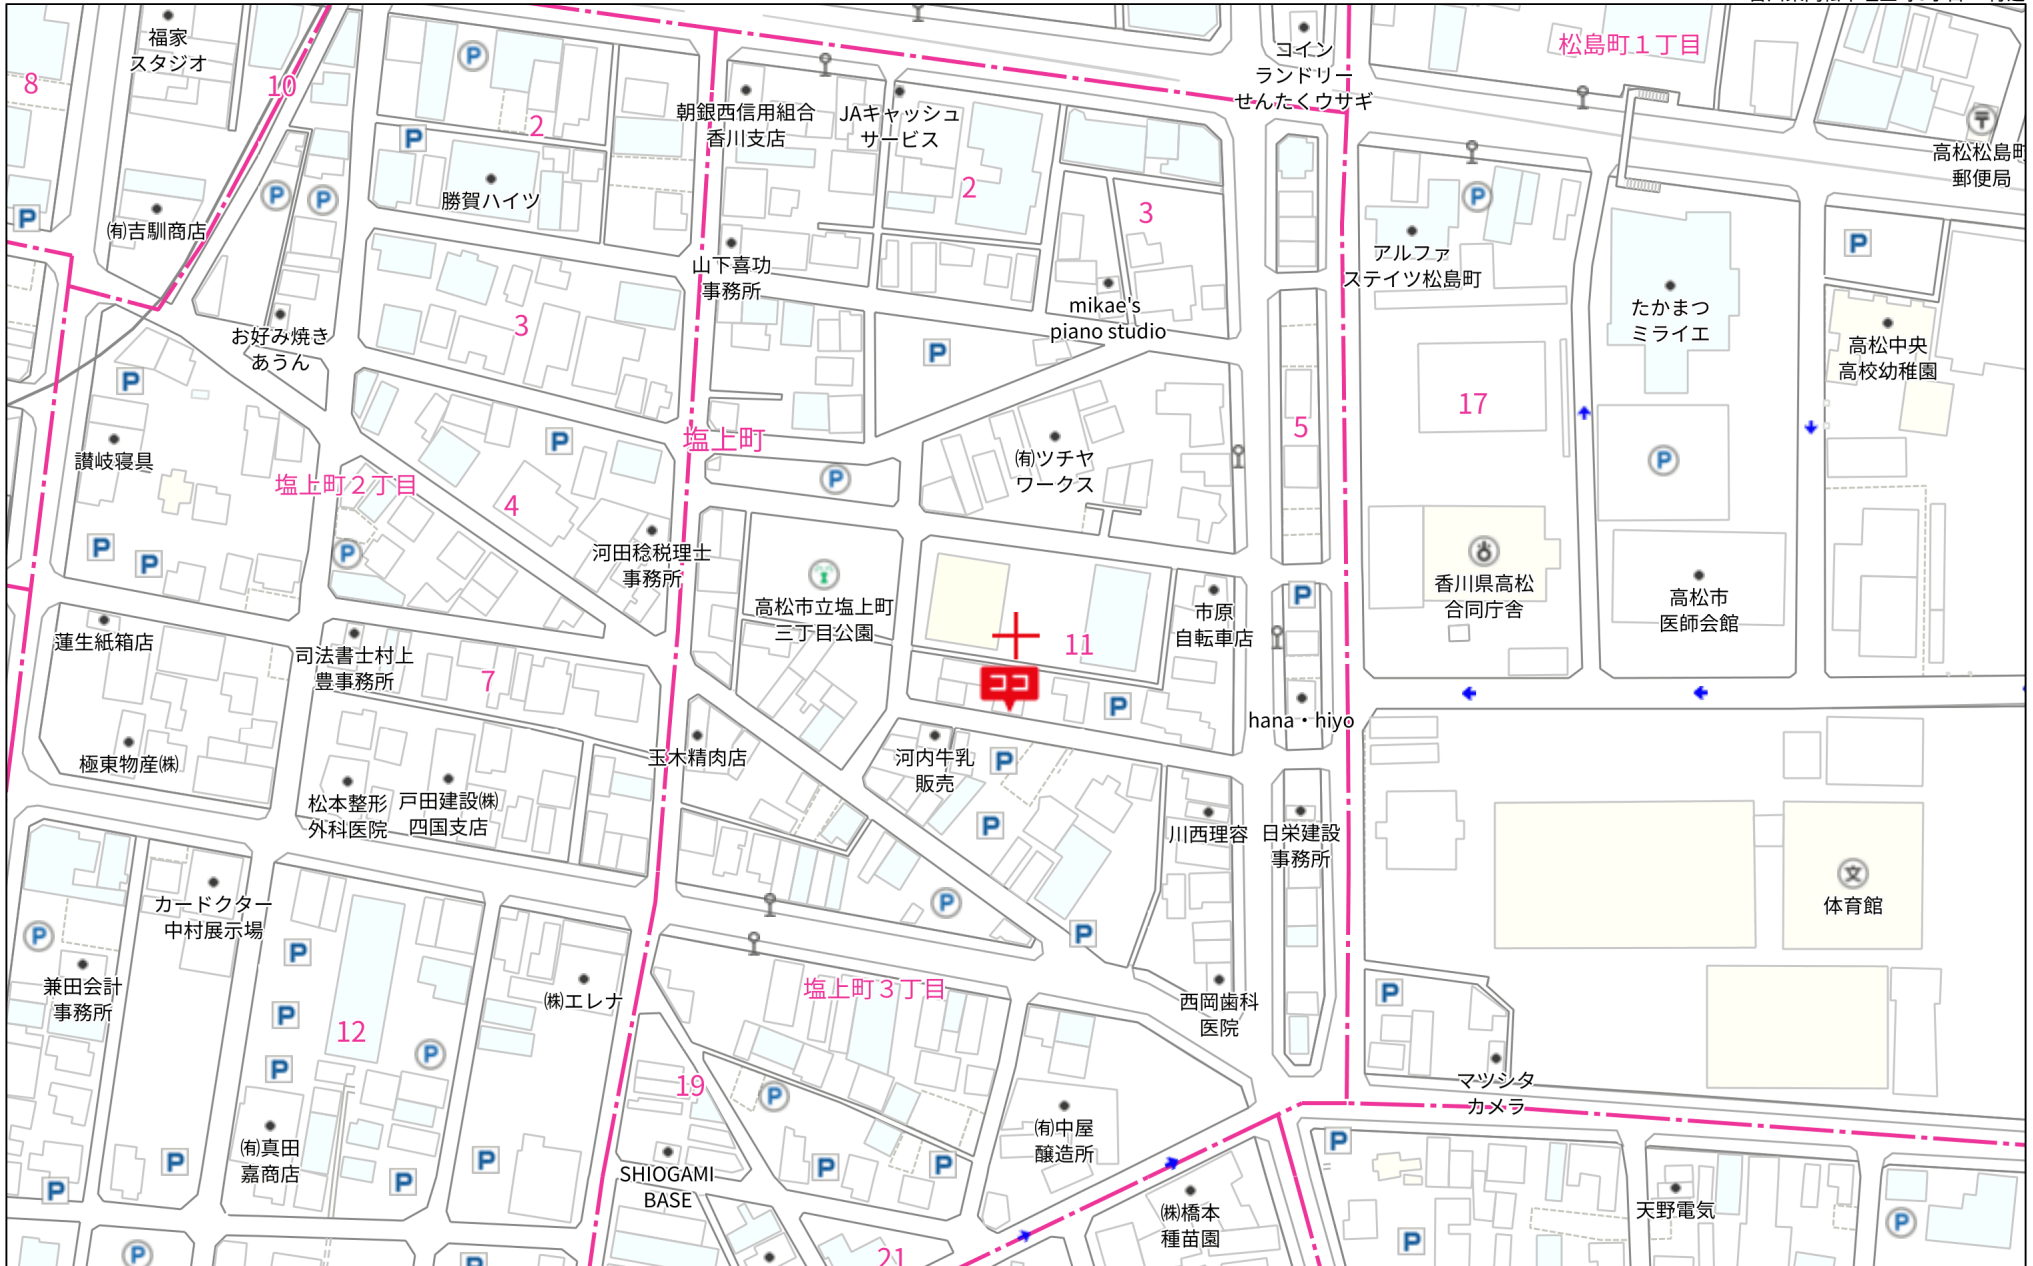 福家
スタジオ
8
10
2
朝銀西信用組合
香川支店
JAキャッシュ
サービス
コイン
ランドリー
せんたくウサギ
松島町1丁目
高松松島町
郵便局
勝賀ハイツ
㈲吉馴商店
2
3
山下喜功
事務所
アルファ
ステイツ松島町
mikae's
piano studio
たかまつ
ミライエ
高松中央
高校幼稚園
お好み焼き
あうん
3
17
5
塩上町
讃岐寝具
塩上町2丁目
4
㈲ツチヤ
ワークス
河田稔税理士
事務所
高松市立塩上町
三丁目公園
香川県高松
合同庁舎
高松市
医師会館
市原
自転車店
蓮生紙箱店
司法書士村上
豊事務所
7
11
ココ
hana・hiyo
極東物産㈱
玉木精肉店
河内牛乳
販売
松本整形
外科医院
戸田建設㈱
四国支店
川西理容
日栄建設
事務所
体育館
カードクター
中村展示場
兼田会計
事務所
㈱エレナ
塩上町3丁目
西岡歯科
医院
12
19
マツシタ
カメラ
㈲中屋
醸造所
㈲真田
嘉商店
SHIOGAMI
BASE
㈱橋本
種苗園
天野電気
21